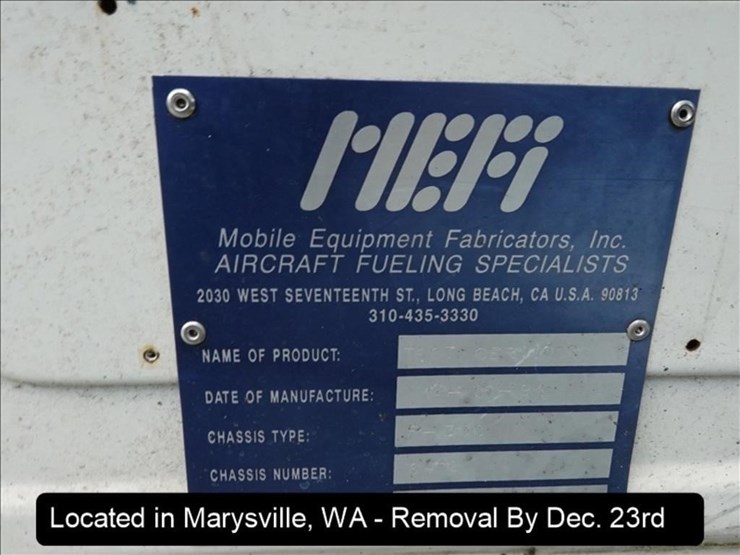 MEFI
Mobile Equipment Fabricators, Inc.
AIRCRAFT FUELING SPECIALISTS
2030 WEST SEVENTEENTH ST., LONG BEACH, CA U.S.A. 90813
310-435-3330
NAME OF PRODUCT:
DATE OF MANUFACTURE:
CHASSIS TYPE:
CHASSIS NUMBER:
Located in Marysville, WA - Removal By Dec. 23rd